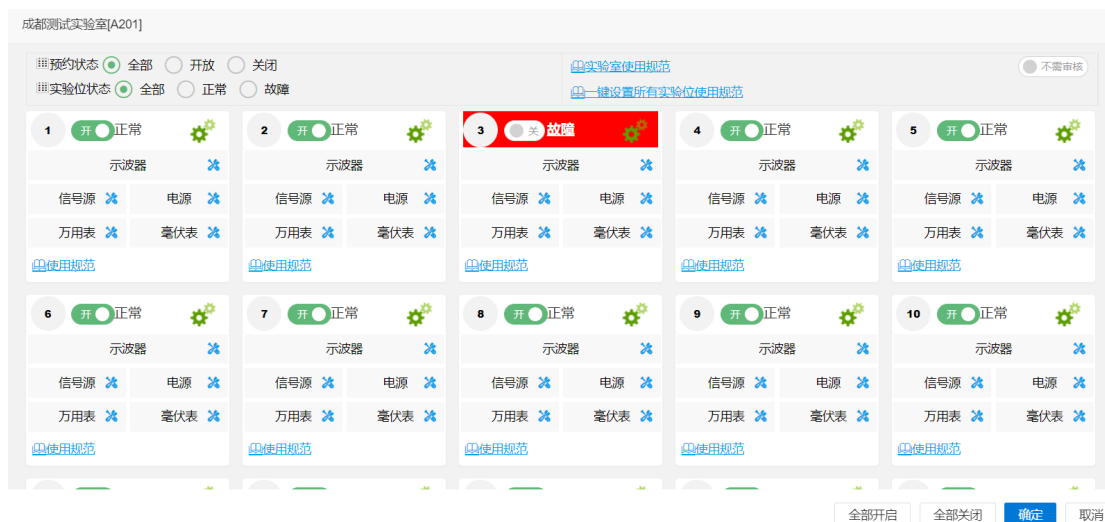 成都测试实验室[A201]
预约状态 全部 开放 关闭 实验室使用规范 不需审核
实验位状态 全部 正常 故障 一键设置所有实验位使用规范
1 开 正常 2 开 正常 3 关 故障 4 开 正常 5 开 正常
示波器 示波器 示波器 示波器 示波器
信号源 电源 信号源 电源 信号源 电源 信号源 电源 信号源 电源
万用表 毫伏表 万用表 毫伏表 万用表 毫伏表 万用表 毫伏表 万用表 毫伏表
使用规范 使用规范 使用规范 使用规范 使用规范
6 开 正常 7 开 正常 8 开 正常 9 开 正常 10 开 正常
示波器 示波器 示波器 示波器 示波器
信号源 电源 信号源 电源 信号源 电源 信号源 电源 信号源 电源
万用表 毫伏表 万用表 毫伏表 万用表 毫伏表 万用表 毫伏表 万用表 毫伏表
使用规范 使用规范 使用规范 使用规范 使用规范
全部开启 全部关闭 确定 取消